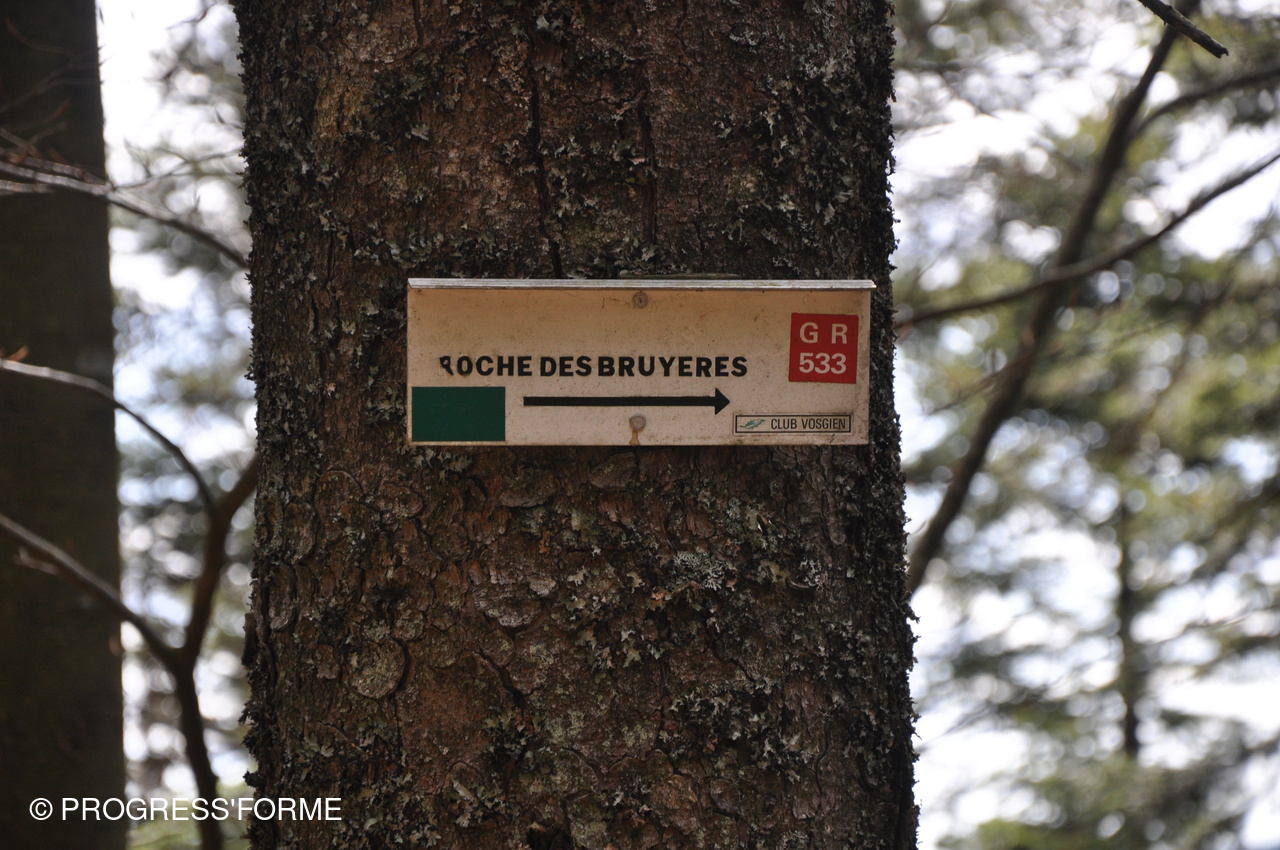 G R
533
ROCHE DES BRUYERES
CLUB VOSGIEN
© PROGRESS'FORME